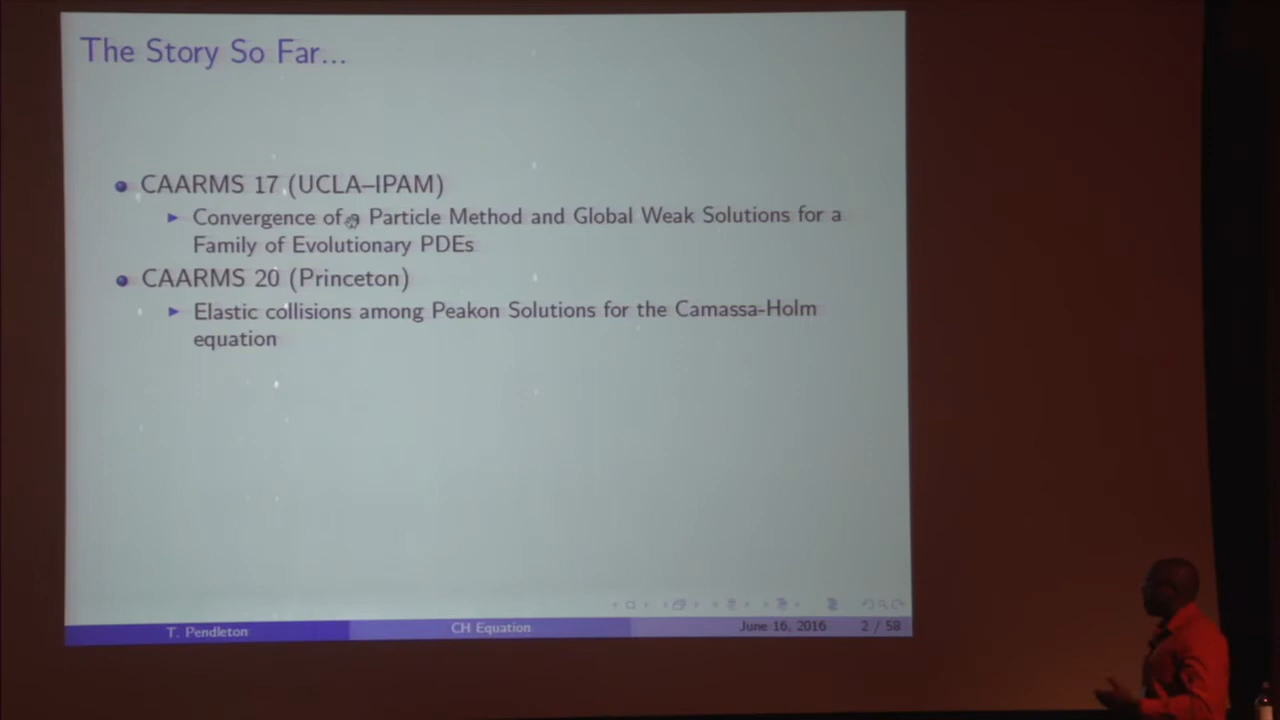 The Story So Far...
CAARMS 17 (UCLA–IPAM)
Convergence of a Particle Method and Global Weak Solutions for a
Family of Evolutionary PDEs
CAARMS 20 (Princeton)
Elastic collisions among Peakon Solutions for the Camassa-Holm
equation
T. Pendleton CH Equation June 16, 2016 2 / 58